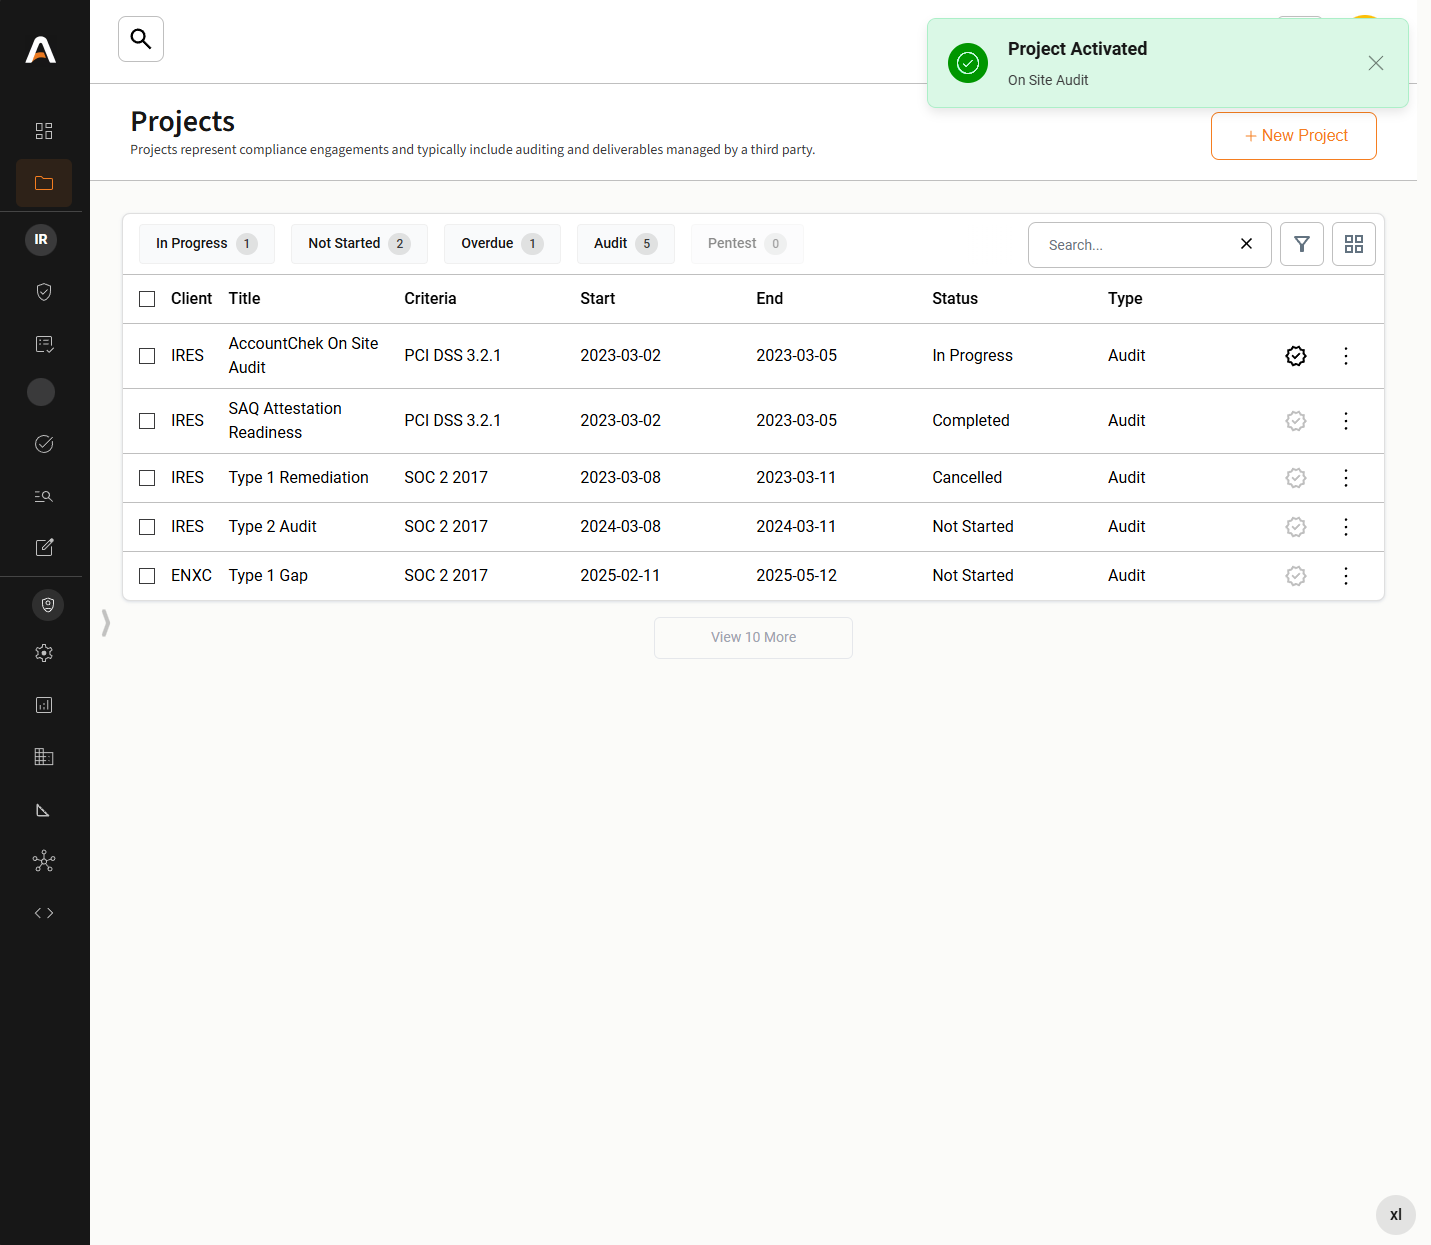 Project Activated
On Site Audit
Projects
Projects represent compliance engagements and typically include auditing and deliverables managed by a third party.
+ New Project
IR
In Progress 1
Not Started 2
Overdue 1
Audit 5
Pentest 0
Search...
Client Title Criteria Start End Status Type
IRES AccountChek On Site Audit PCI DSS 3.2.1 2023-03-02 2023-03-05 In Progress Audit
IRES SAQ Attestation Readiness PCI DSS 3.2.1 2023-03-02 2023-03-05 Completed Audit
IRES Type 1 Remediation SOC 2 2017 2023-03-08 2023-03-11 Cancelled Audit
IRES Type 2 Audit SOC 2 2017 2024-03-08 2024-03-11 Not Started Audit
ENXC Type 1 Gap SOC 2 2017 2025-02-11 2025-05-12 Not Started Audit
View 10 More
xl